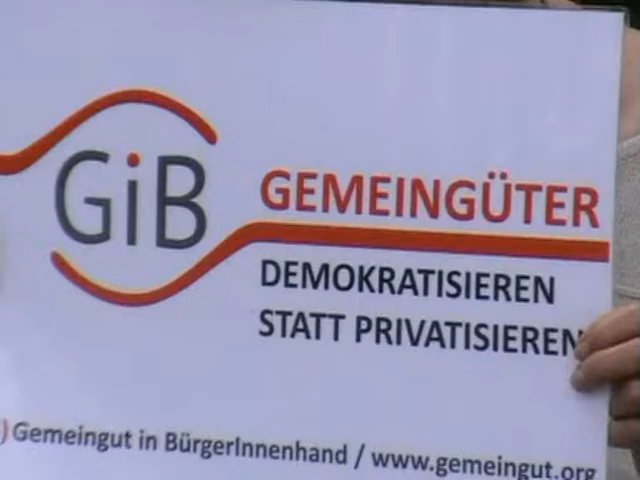 GiB
GEMEINGÜTER
DEMOKRATISIEREN
STATT PRIVATISIEREN
) Gemeingut in BürgerInnenhand / www.gemeingut.org